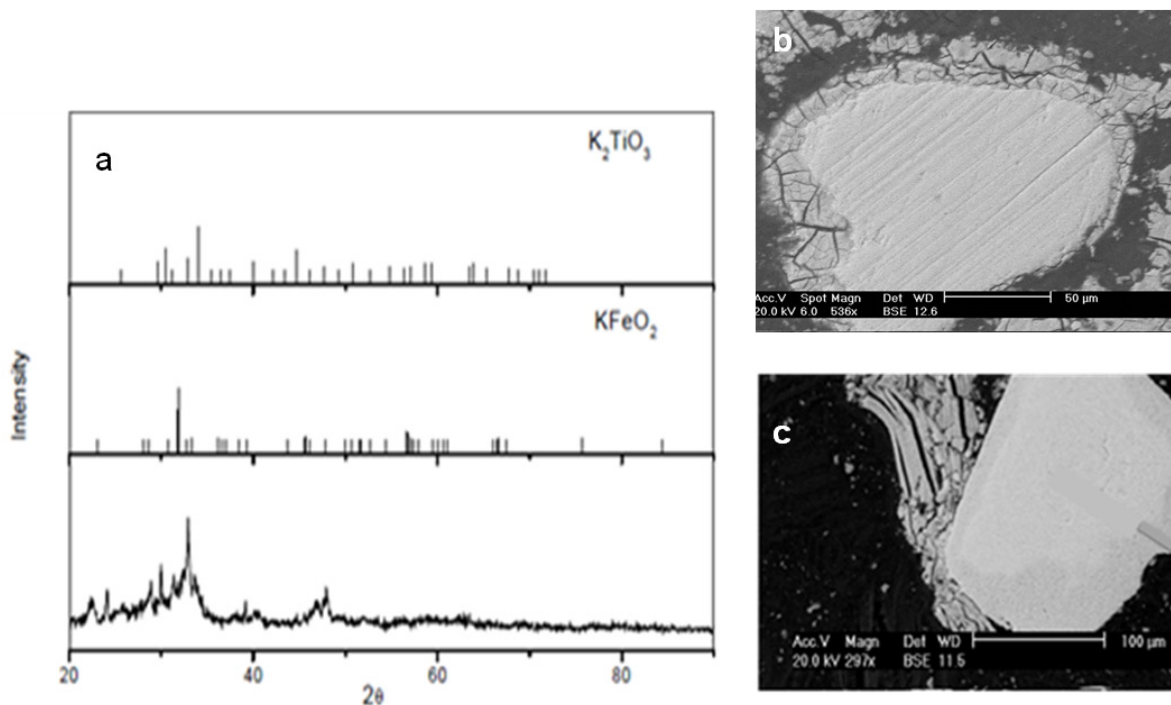 a
K₂TiO₃
KFeO₂
Intensity
20 40 60 80
2θ
b
Acc.V Spot Magn Det WD 50 µm
20.0 kV 6.0 536x BSE 12.6
c
Acc.V Magn Det WD 100 µm
20.0 kV 297x BSE 11.5